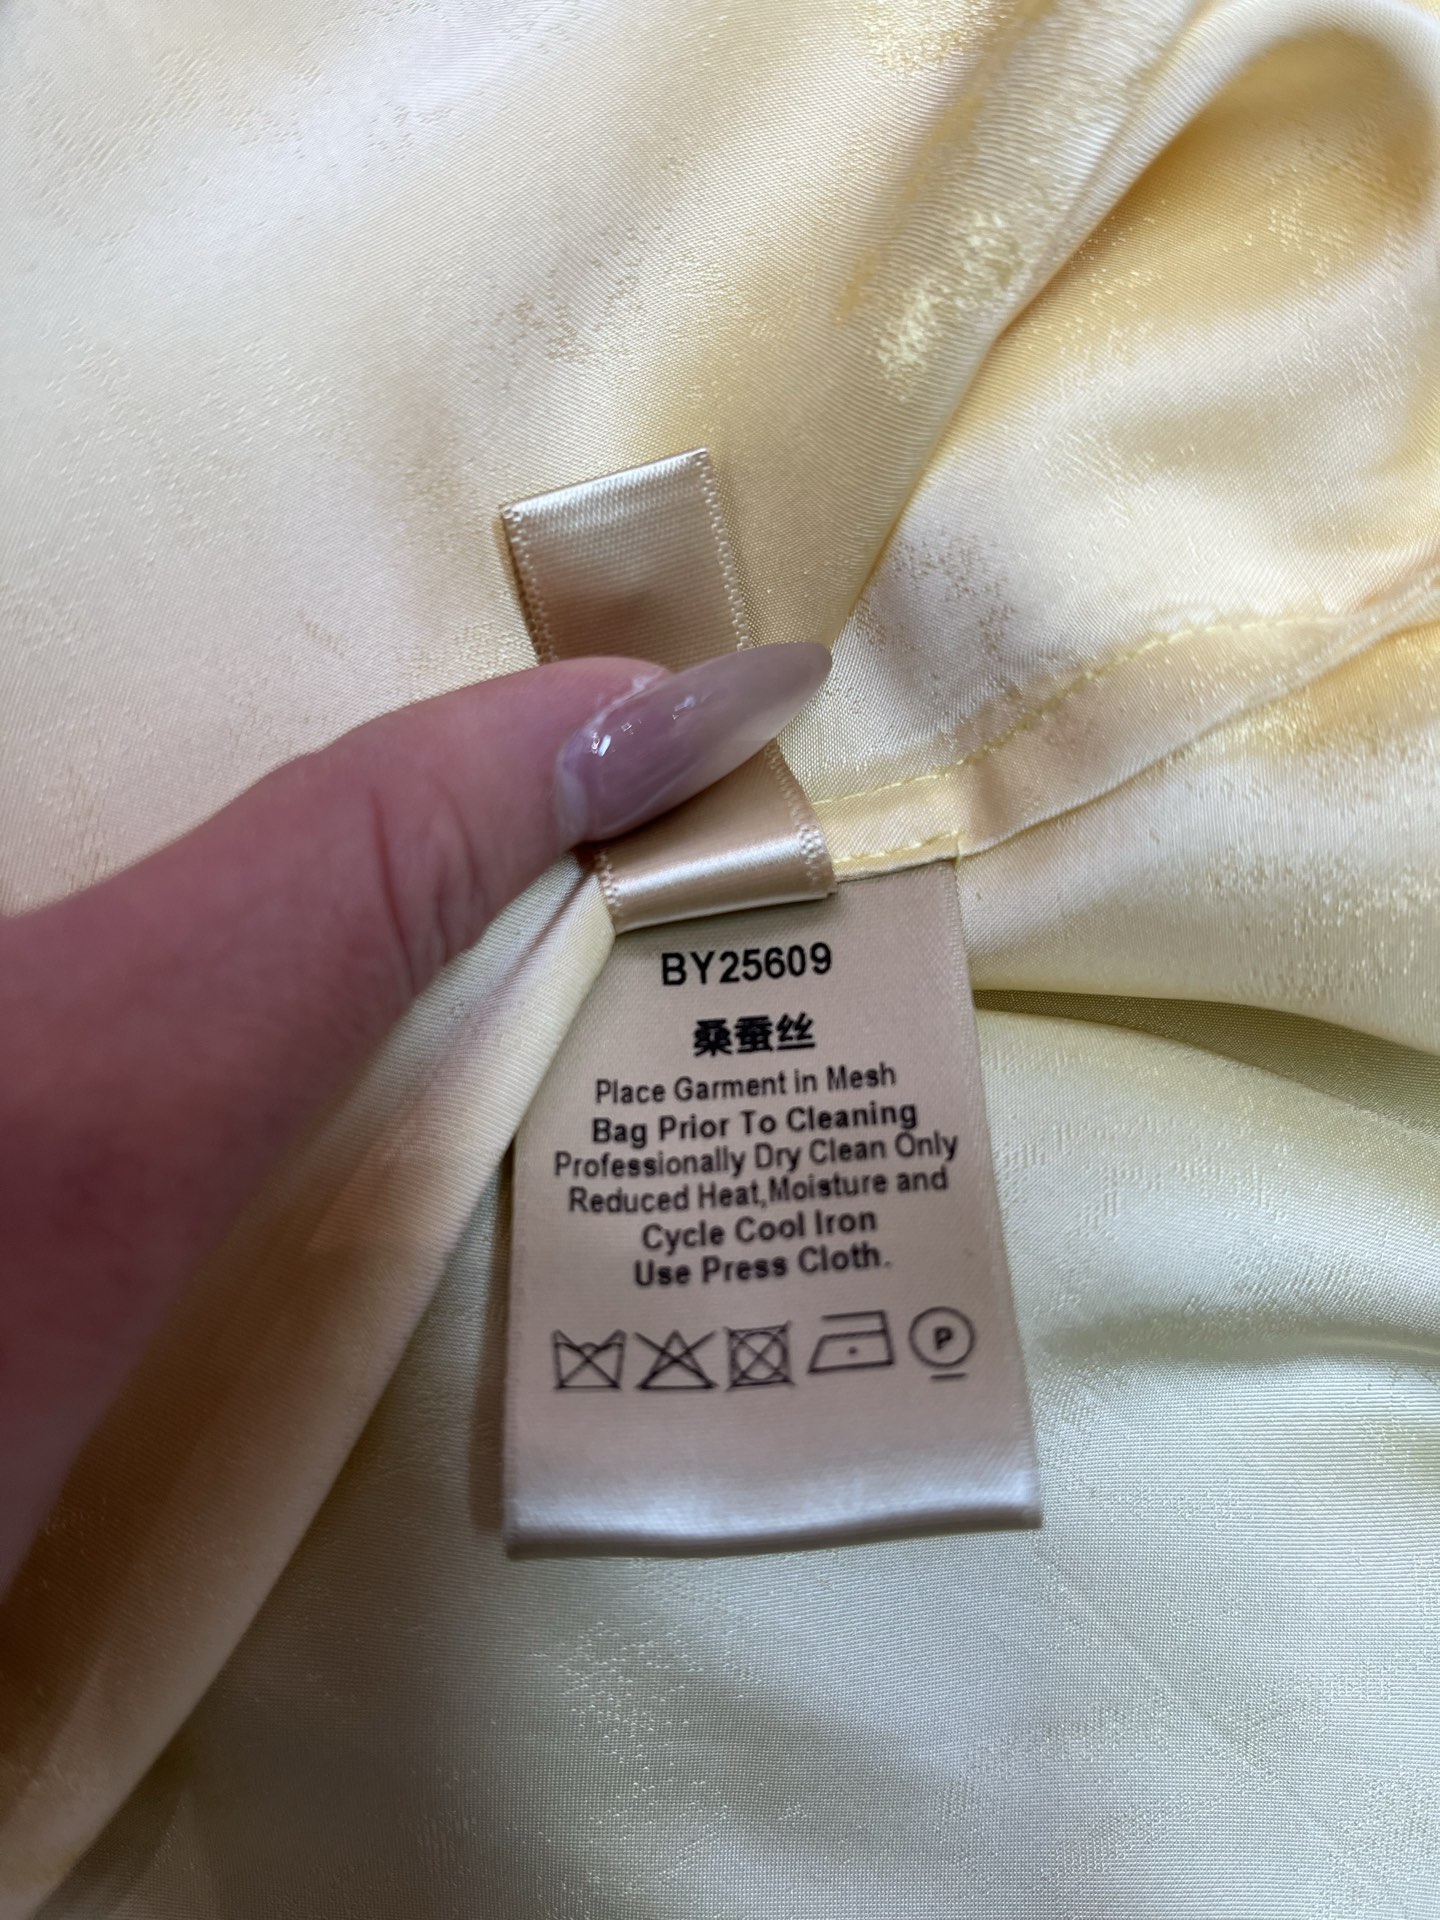 BY25609
桑蚕丝
Place Garment in Mesh
Bag Prior To Cleaning
Professionally Dry Clean Only
Reduced Heat,Moisture and
Cycle Cool Iron
Use Press Cloth.
P